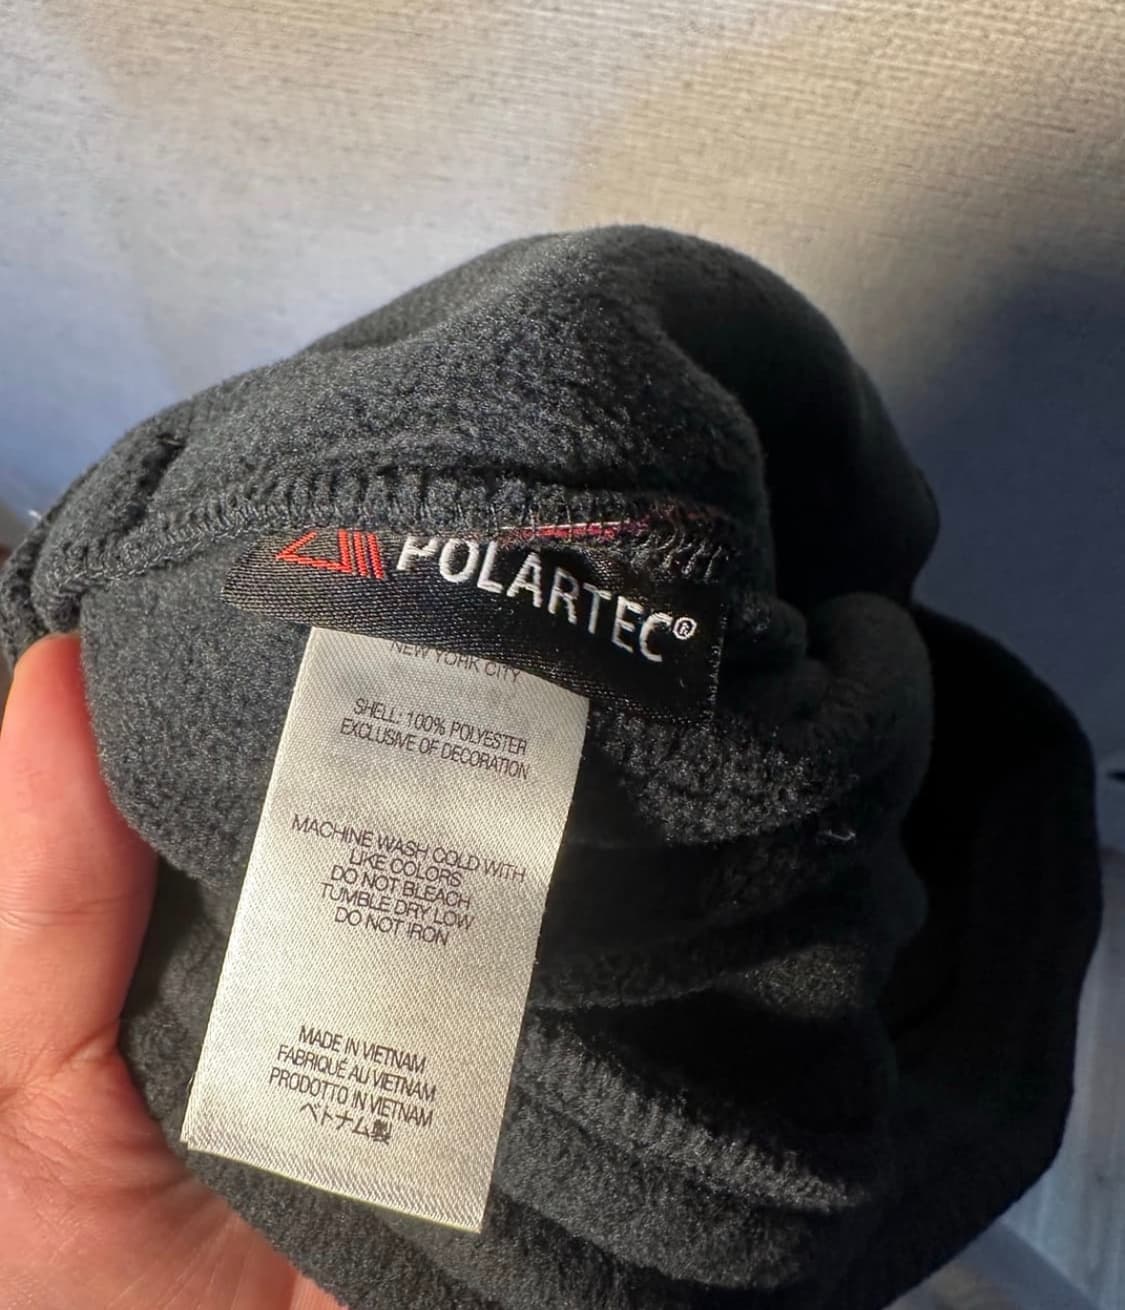 POLARTEC®
NEW YORK CITY
SHELL: 100% POLYESTER
EXCLUSIVE OF DECORATION
MACHINE WASH COLD WITH
LIKE COLORS
DO NOT BLEACH
TUMBLE DRY LOW
DO NOT IRON
MADE IN VIETNAM
FABRIQUÉ AU VIETNAM
PRODOTTO IN VIETNAM
ベトナム製